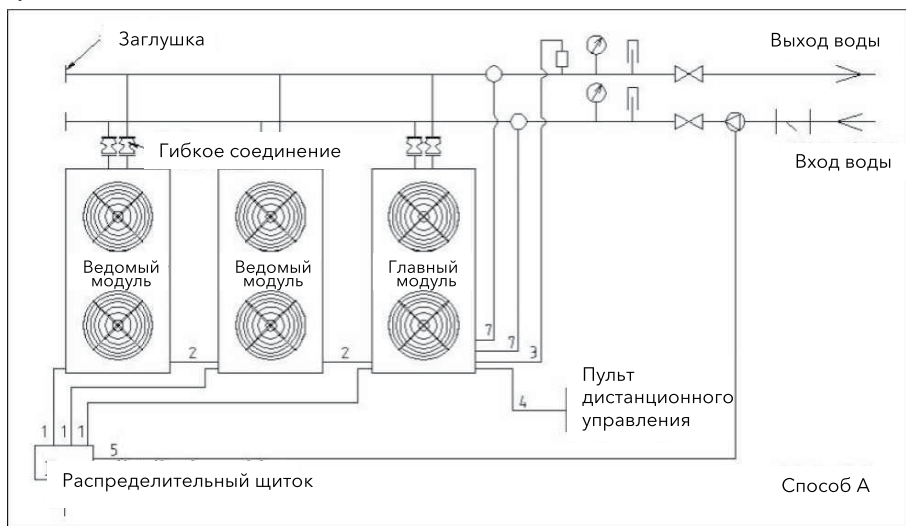 Заглушка
Выход воды
Гибкое соединение
Вход воды
Ведомый
модуль
Ведомый
модуль
Главный
модуль
7
7
2
2
3
Пульт
дистанционного
управления
4
1 1 1
5
Распределительный щиток
Способ А